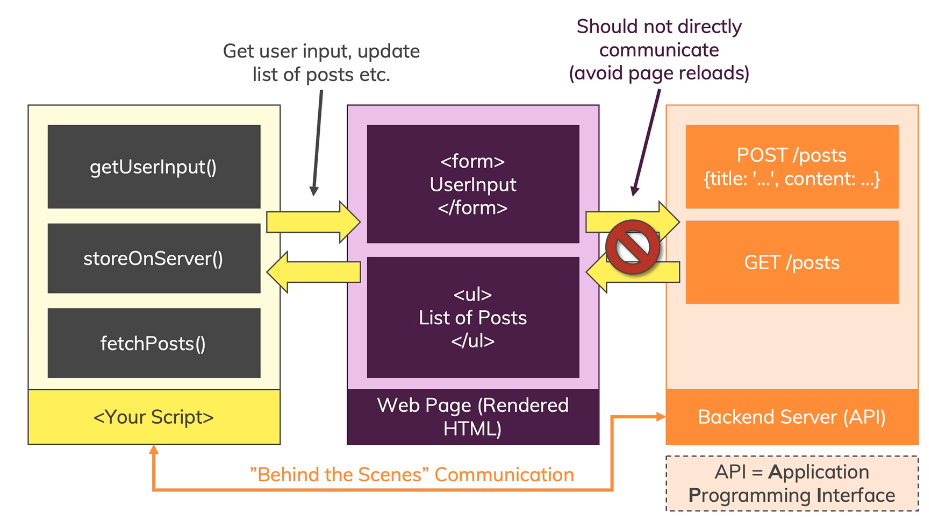 Get user input, update
list of posts etc.
Should not directly
communicate
(avoid page reloads)
getUserInput()
storeOnServer()
fetchPosts()
<Your Script>
<form>
UserInput
</form>
<ul>
List of Posts
</ul>
Web Page (Rendered
HTML)
POST /posts
{title: '...', content: ...}
GET /posts
Backend Server (API)
”Behind the Scenes” Communication
API = Application
Programming Interface